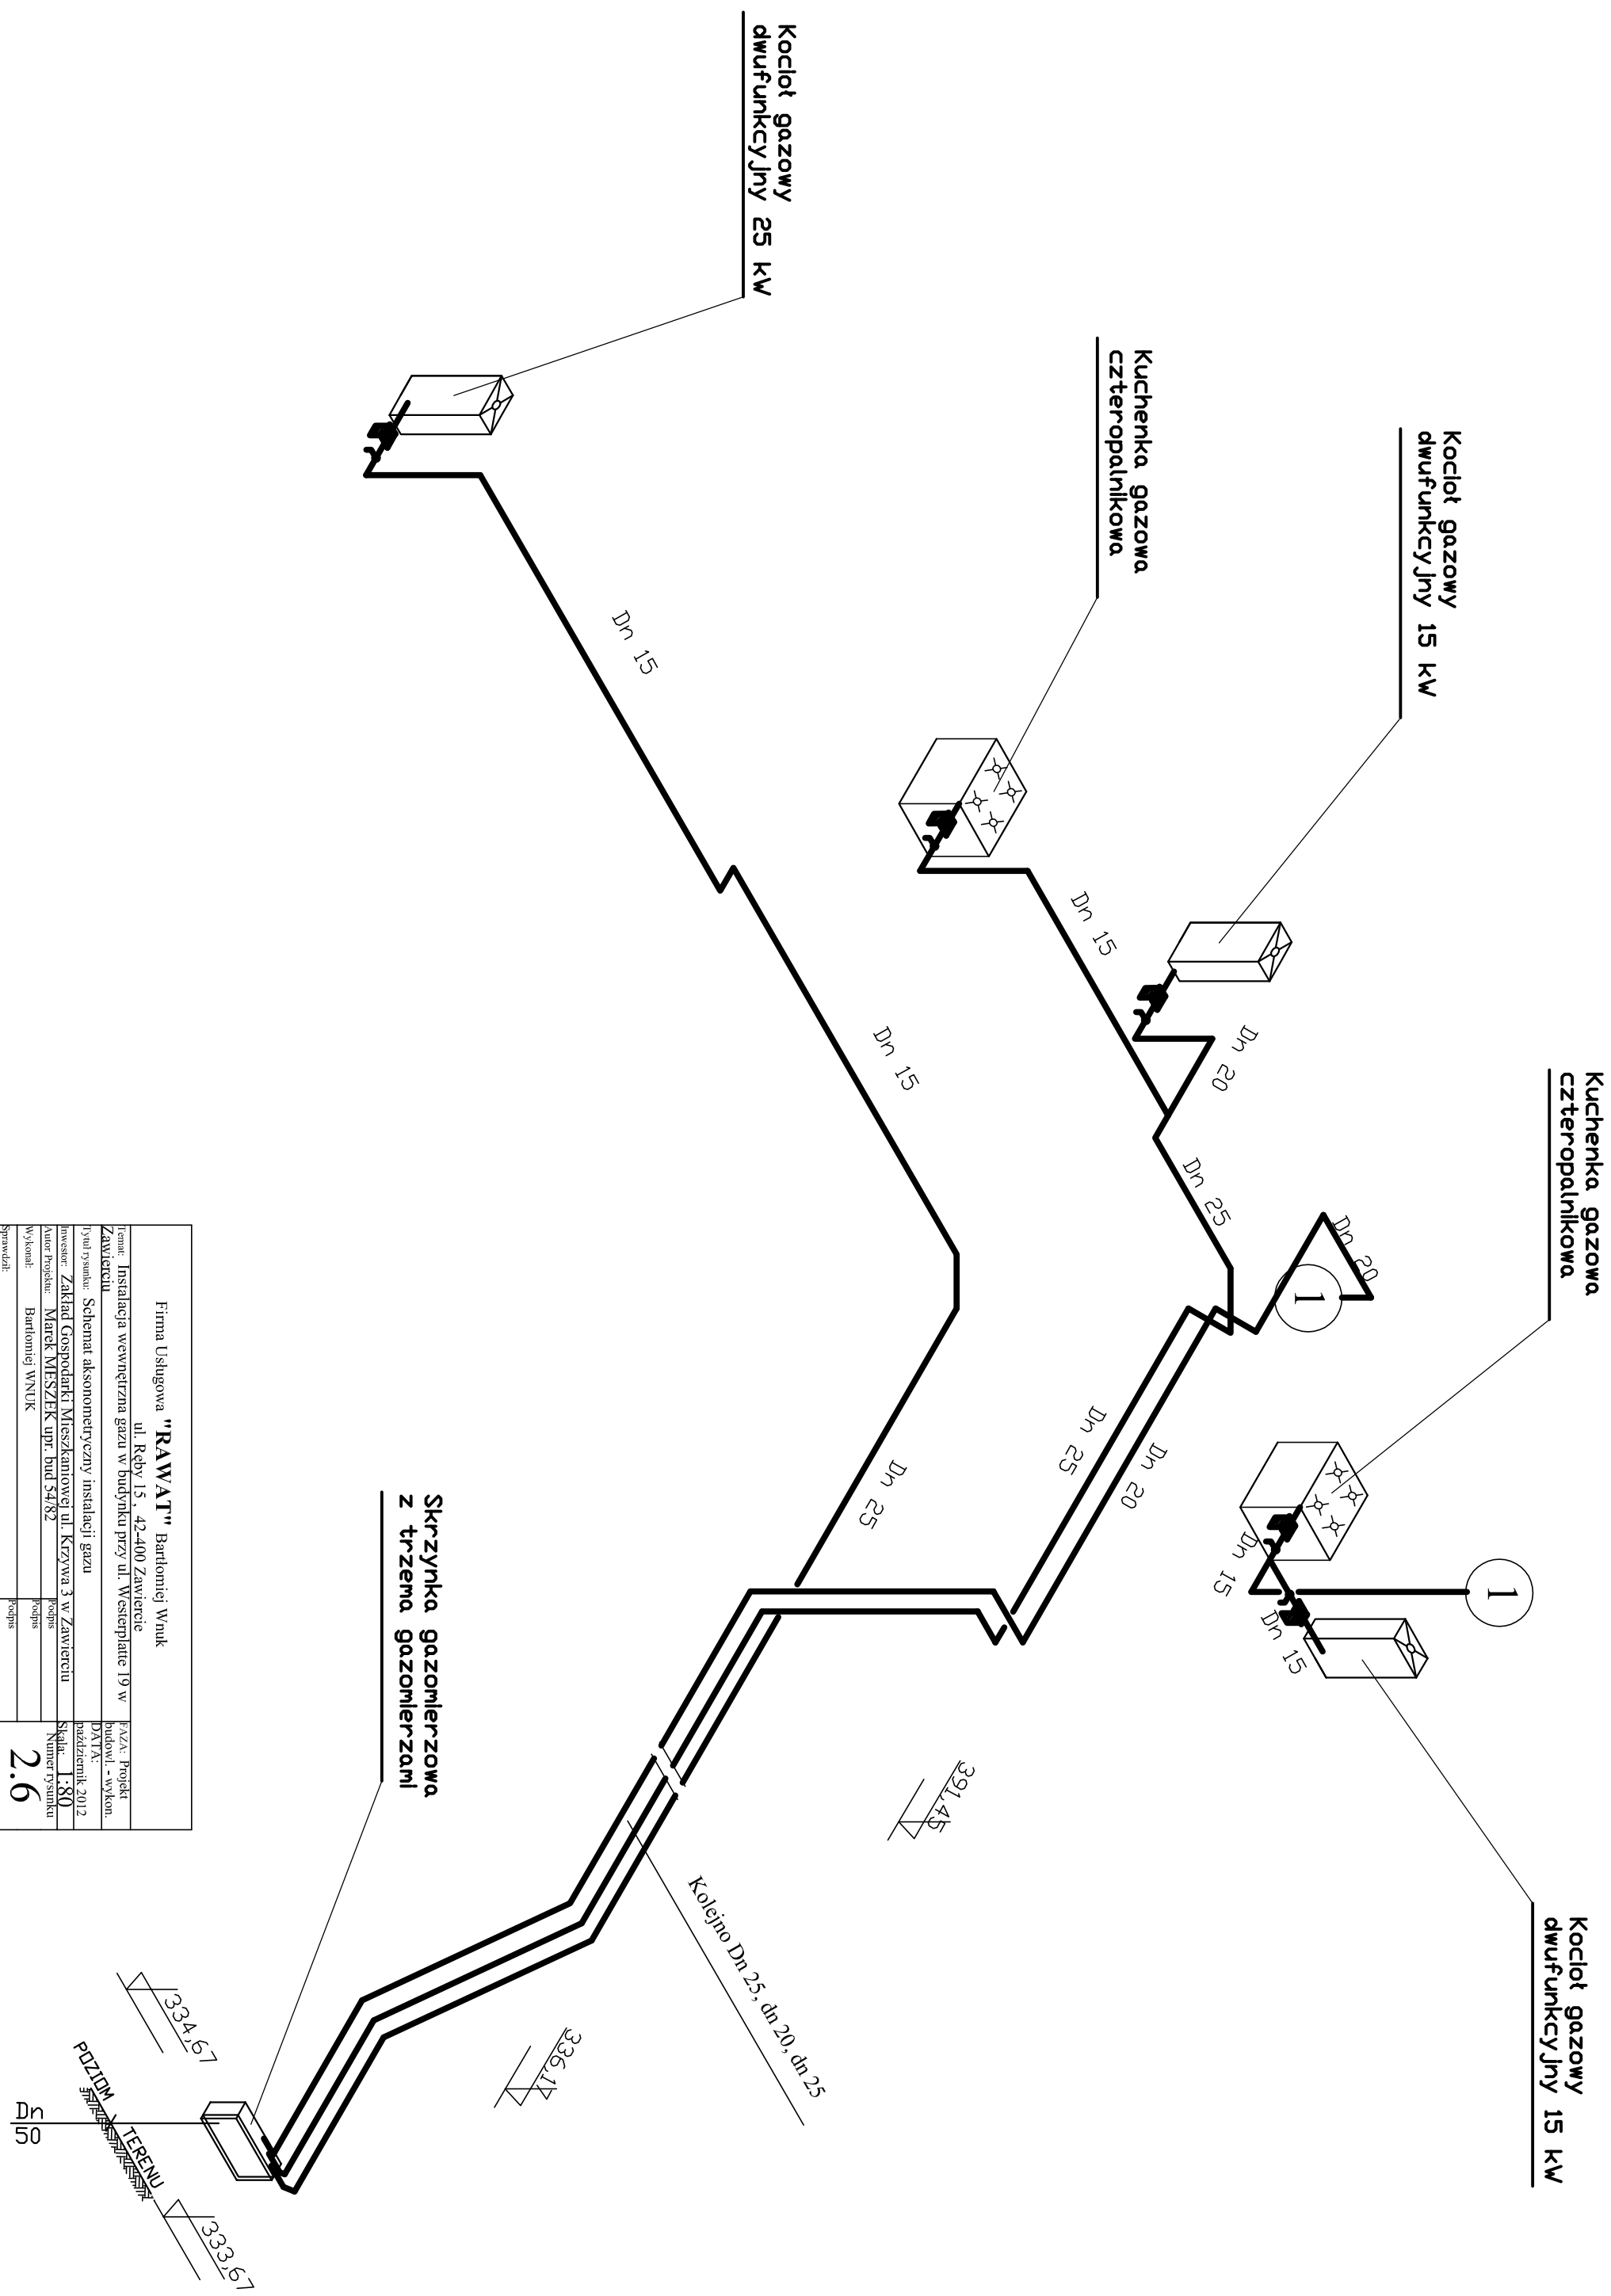 Kuchenka gazowa
czteropalnikowa
Kocioł gazowy
dwufunkcyjny 15 kW
Kocioł gazowy
dwufunkcyjny 15 kW
Kuchenka gazowa
czteropalnikowa
Kocioł gazowy
dwufunkcyjny 25 kW
Dn 20
1
1
Dn 20
Dn 15
Dn 15
Dn 25
Dn 15
Dn 20
Dn 25
Dn 15
Dn 25
Dn 15
391,45
Kolejno Dn 25, dn 20, dn 25
336,17
Skrzynka gazomierzowa
z trzema gazomierzami
334,67
POZIOM TERENU
333,67
Dn
50
Firma Usługowa "RAWAT" Bartłomiej Wnuk
ul. Ręby 15 , 42-400 Zawiercie
Temat: Instalacja wewnętrzna gazu w budynku przy ul. Westerplatte 19 w
Zawierciu
FAZA: Projekt
budowl. - wykon.
Tytuł rysunku: Schemat aksonometryczny instalacji gazu
DATA:
październik 2012
Inwestor: Zakład Gospodarki Mieszkaniowej ul. Krzywa 3 w Zawierciu
Skala: 1:80
Autor Projektu: Marek MESZEK upr. bud 54/82
Podpis
Numer rysunku
2.6
Wykonał: Bartłomiej WNUK
Podpis
Sprawdził:
Podpis